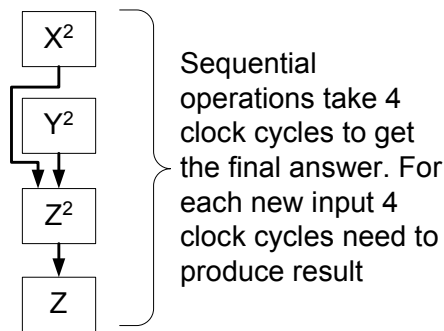 X²
Y²
Z²
Z
Sequential
operations take 4
clock cycles to get
the final answer. For
each new input 4
clock cycles need to
produce result